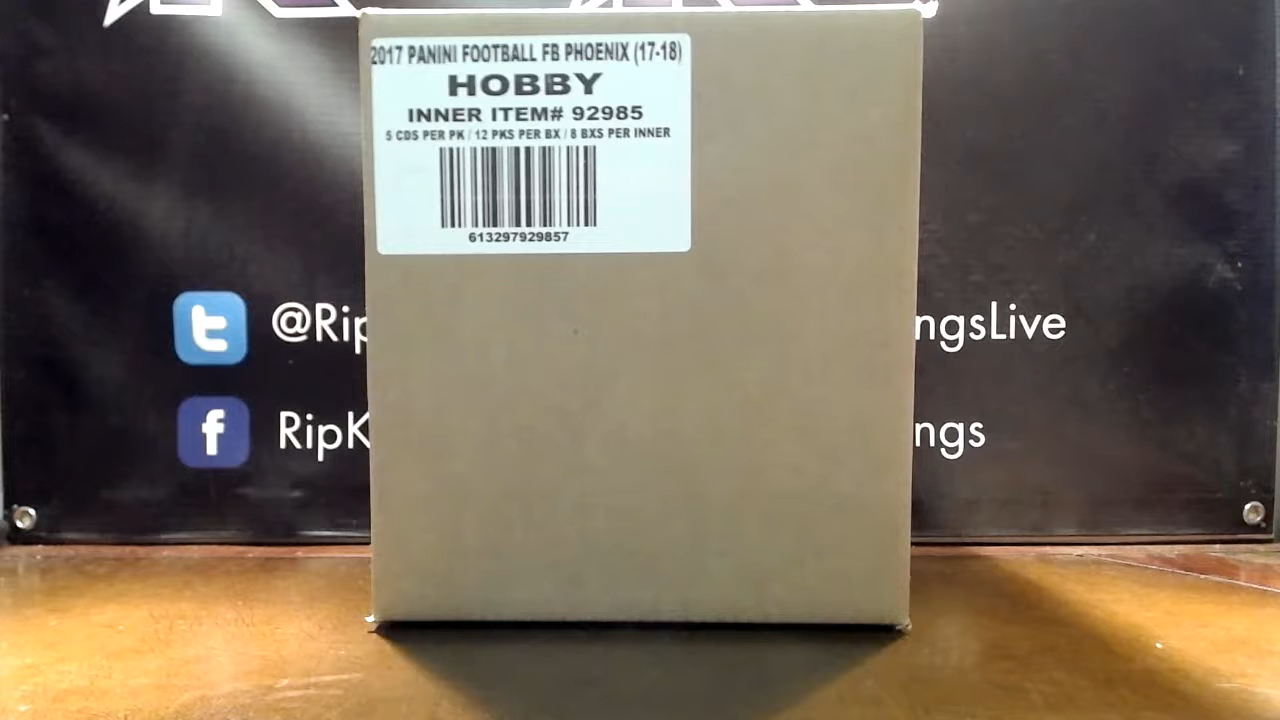 2017 PANINI FOOTBALL FB PHOENIX (17-18)
HOBBY
INNER ITEM# 92985
5 CDS PER PK / 12 PKS PER BX / 8 BXS PER INNER
613297929857
@Rip ngsLive
RipK ngs